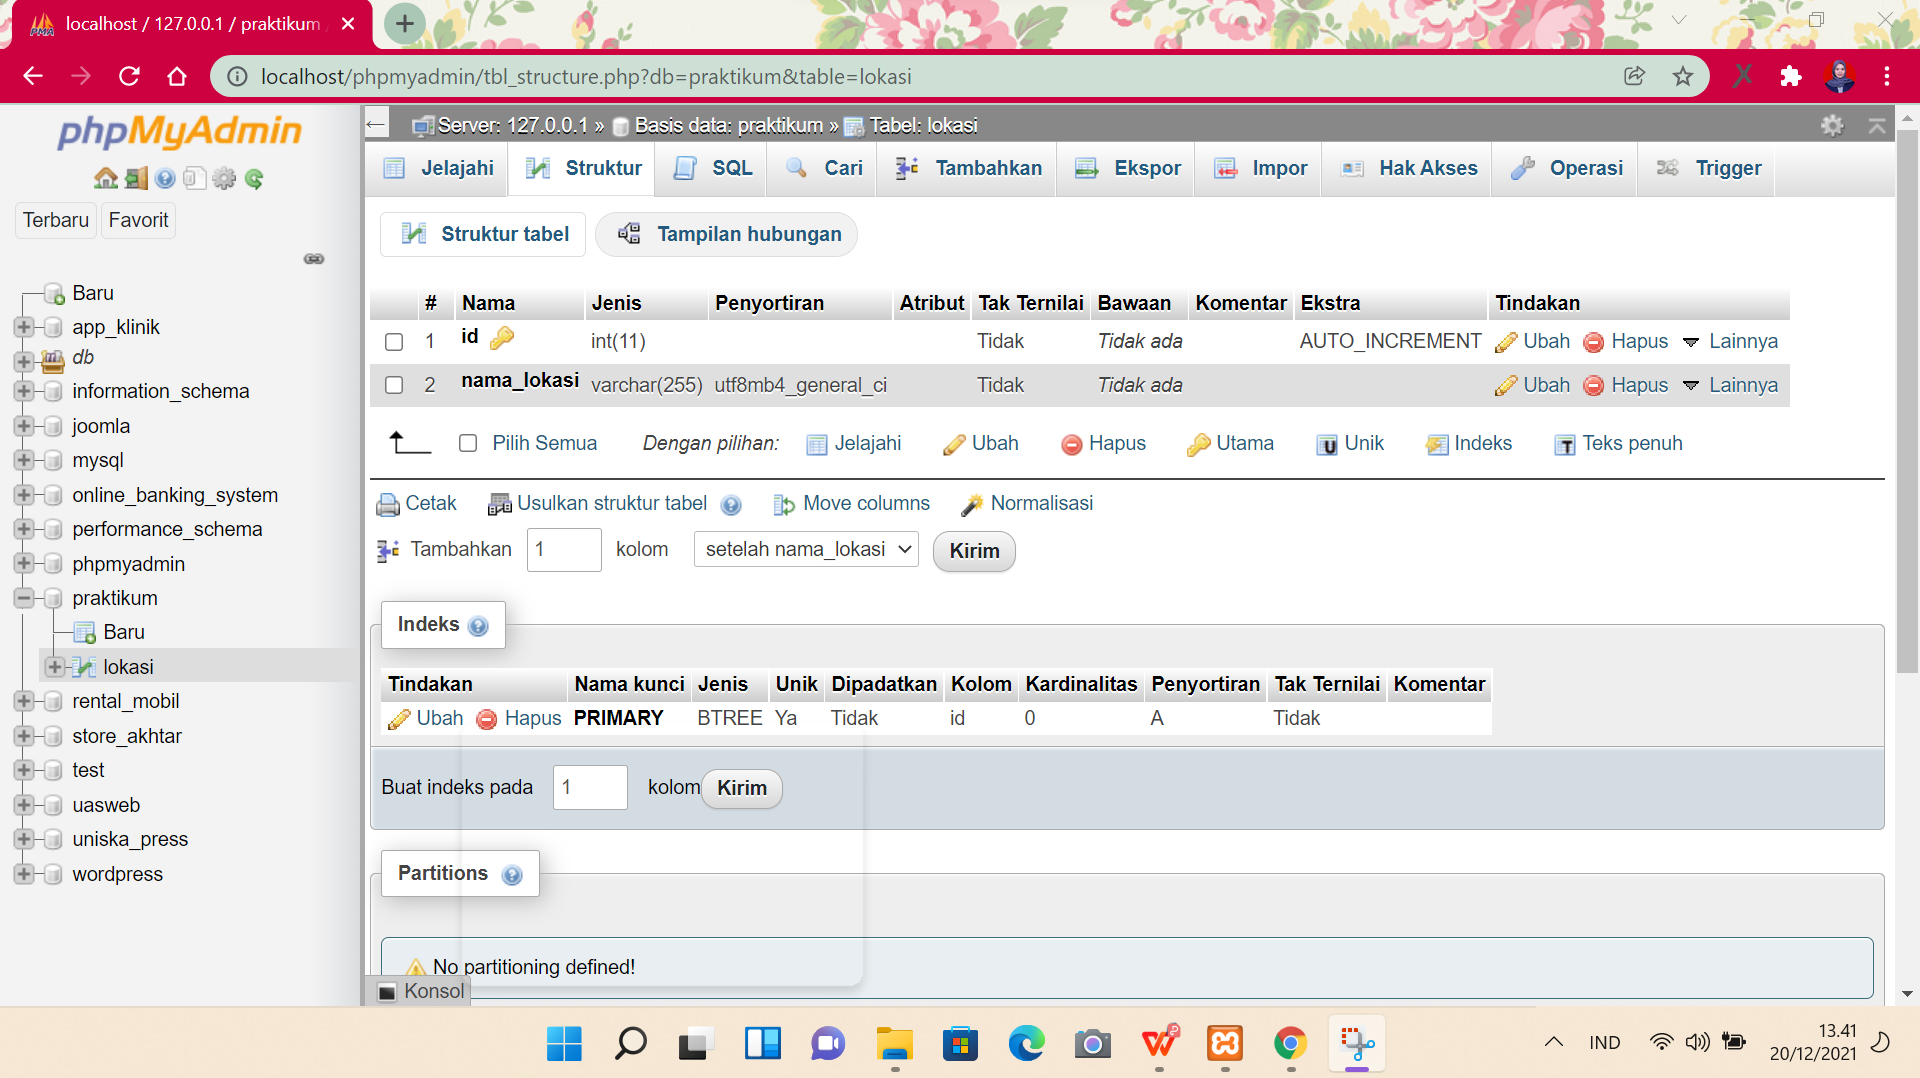 localhost / 127.0.0.1 / praktikum
localhost/phpmyadmin/tbl_structure.php?db=praktikum&table=lokasi
phpMyAdmin
Terbaru Favorit
Baru
app_klinik
db
information_schema
joomla
mysql
online_banking_system
performance_schema
phpmyadmin
praktikum
Baru
lokasi
rental_mobil
store_akhtar
test
uasweb
uniska_press
wordpress
Server: 127.0.0.1 » Basis data: praktikum » Tabel: lokasi
Jelajahi Struktur SQL Cari Tambahkan Ekspor Impor Hak Akses Operasi Trigger
Struktur tabel Tampilan hubungan
# Nama Jenis Penyortiran Atribut Tak Ternilai Bawaan Komentar Ekstra Tindakan
1 id int(11) Tidak Tidak ada AUTO_INCREMENT Ubah Hapus Lainnya
2 nama_lokasi varchar(255) utf8mb4_general_ci Tidak Tidak ada Ubah Hapus Lainnya
Pilih Semua Dengan pilihan: Jelajahi Ubah Hapus Utama Unik Indeks Teks penuh
Cetak Usulkan struktur tabel Move columns Normalisasi
Tambahkan 1 kolom setelah nama_lokasi Kirim
Indeks
Tindakan Nama kunci Jenis Unik Dipadatkan Kolom Kardinalitas Penyortiran Tak Ternilai Komentar
Ubah Hapus PRIMARY BTREE Ya Tidak id 0 A Tidak
Buat indeks pada 1 kolom Kirim
Partitions
No partitioning defined!
Konsol
IND
13.41
20/12/2021